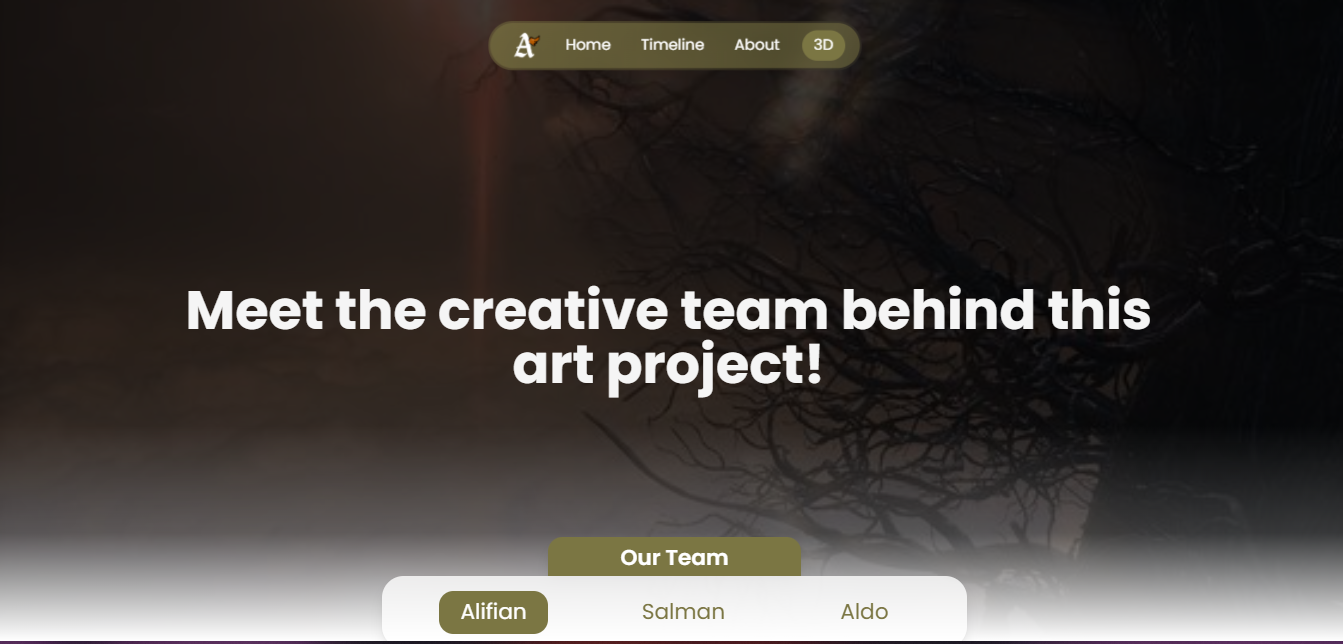 A Home Timeline About 3D
Meet the creative team behind this
art project!
Our Team
Alifian Salman Aldo